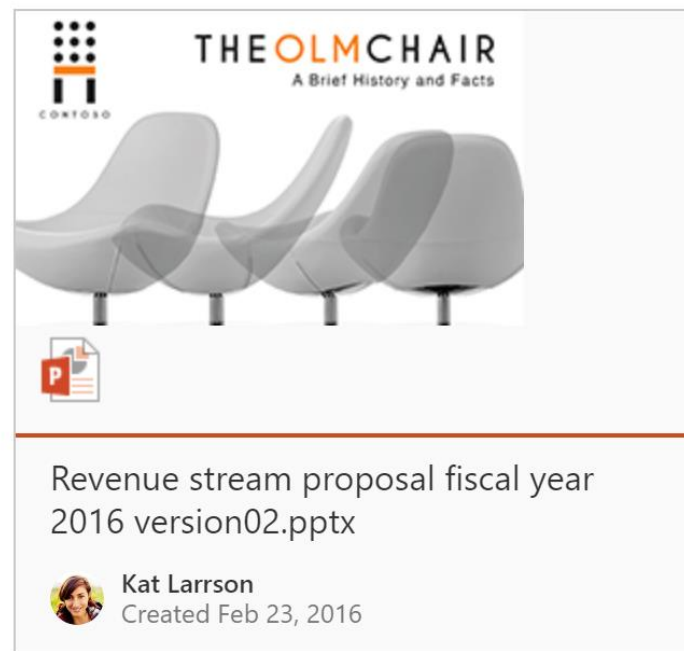 THEOLMCHAIR
A Brief History and Facts
CONTOSO
P
Revenue stream proposal fiscal year
2016 version02.pptx
Kat Larrson
Created Feb 23, 2016